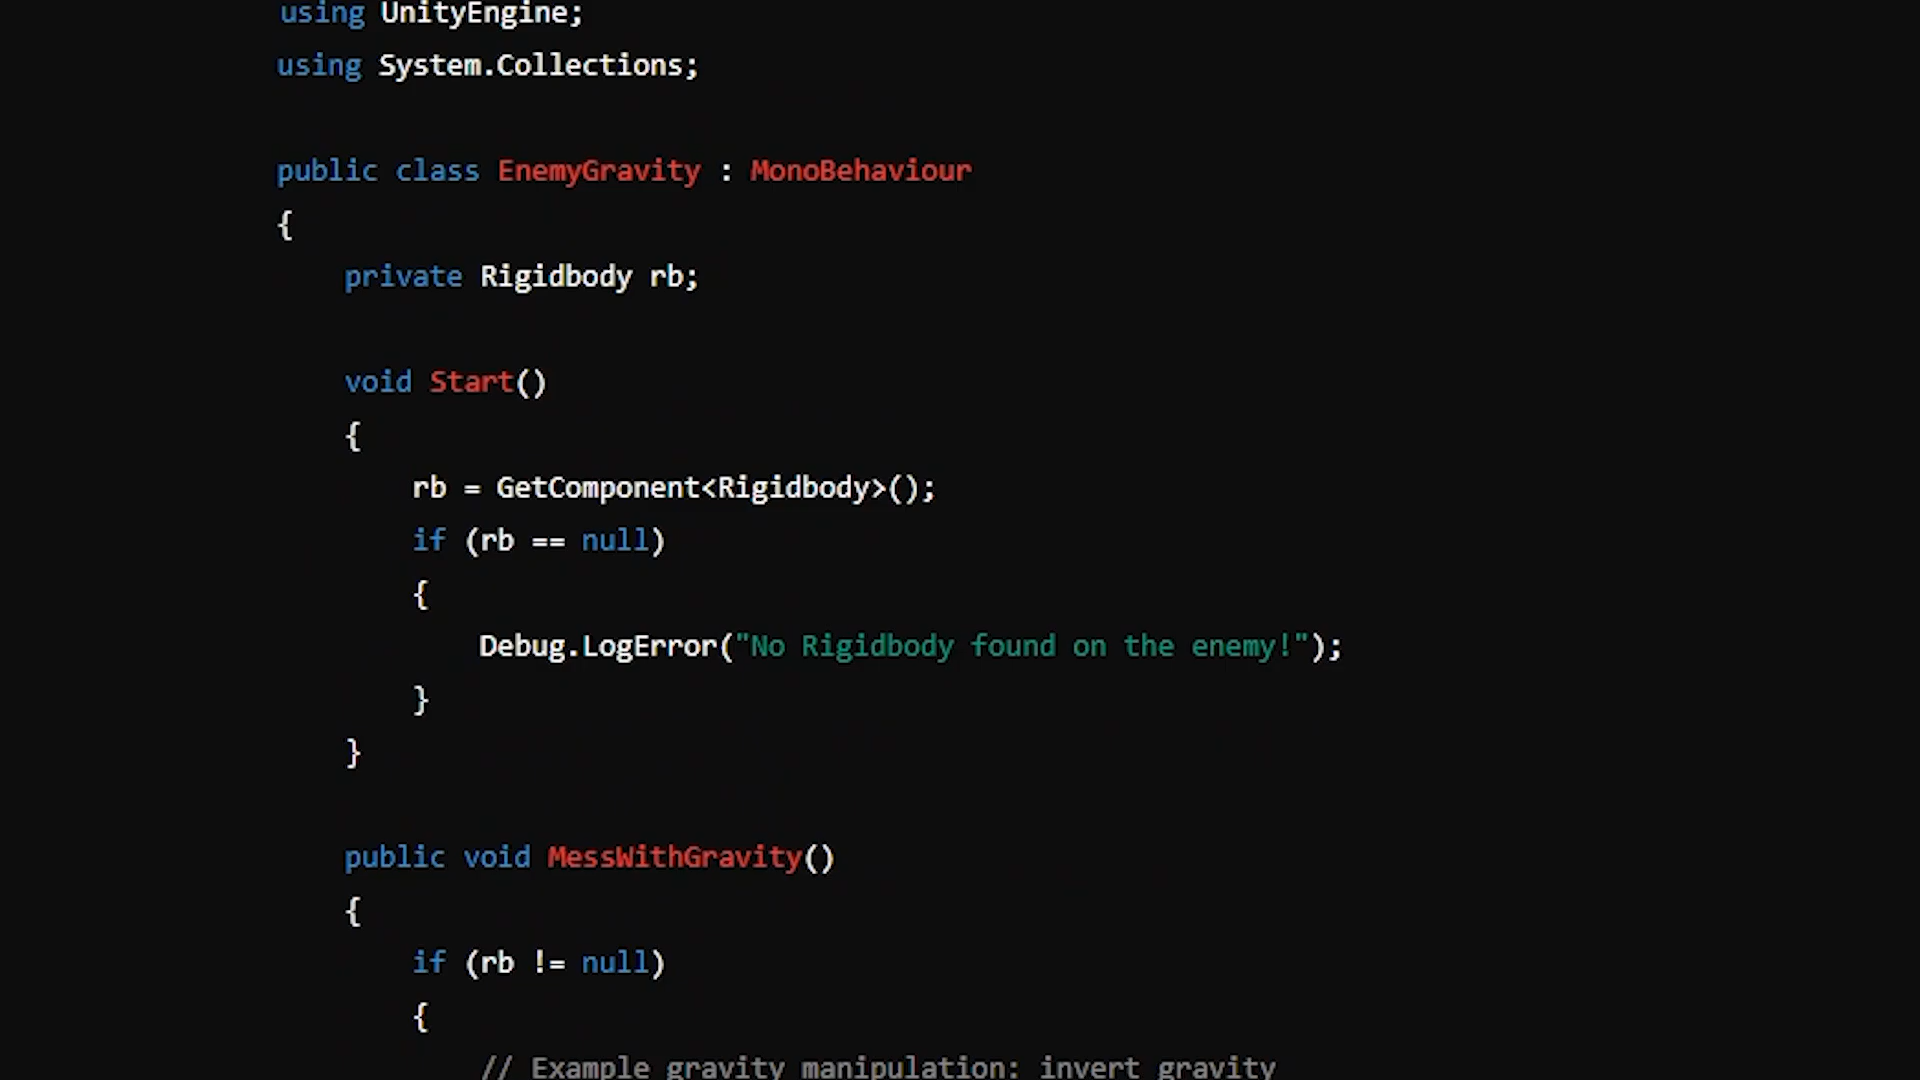 using UnityEngine;
using System.Collections;
public class EnemyGravity : MonoBehaviour
{
private Rigidbody rb;
void Start()
{
rb = GetComponent<Rigidbody>();
if (rb == null)
{
Debug.LogError("No Rigidbody found on the enemy!");
}
}
public void MessWithGravity()
{
if (rb != null)
{
// Example gravity manipulation: invert gravity